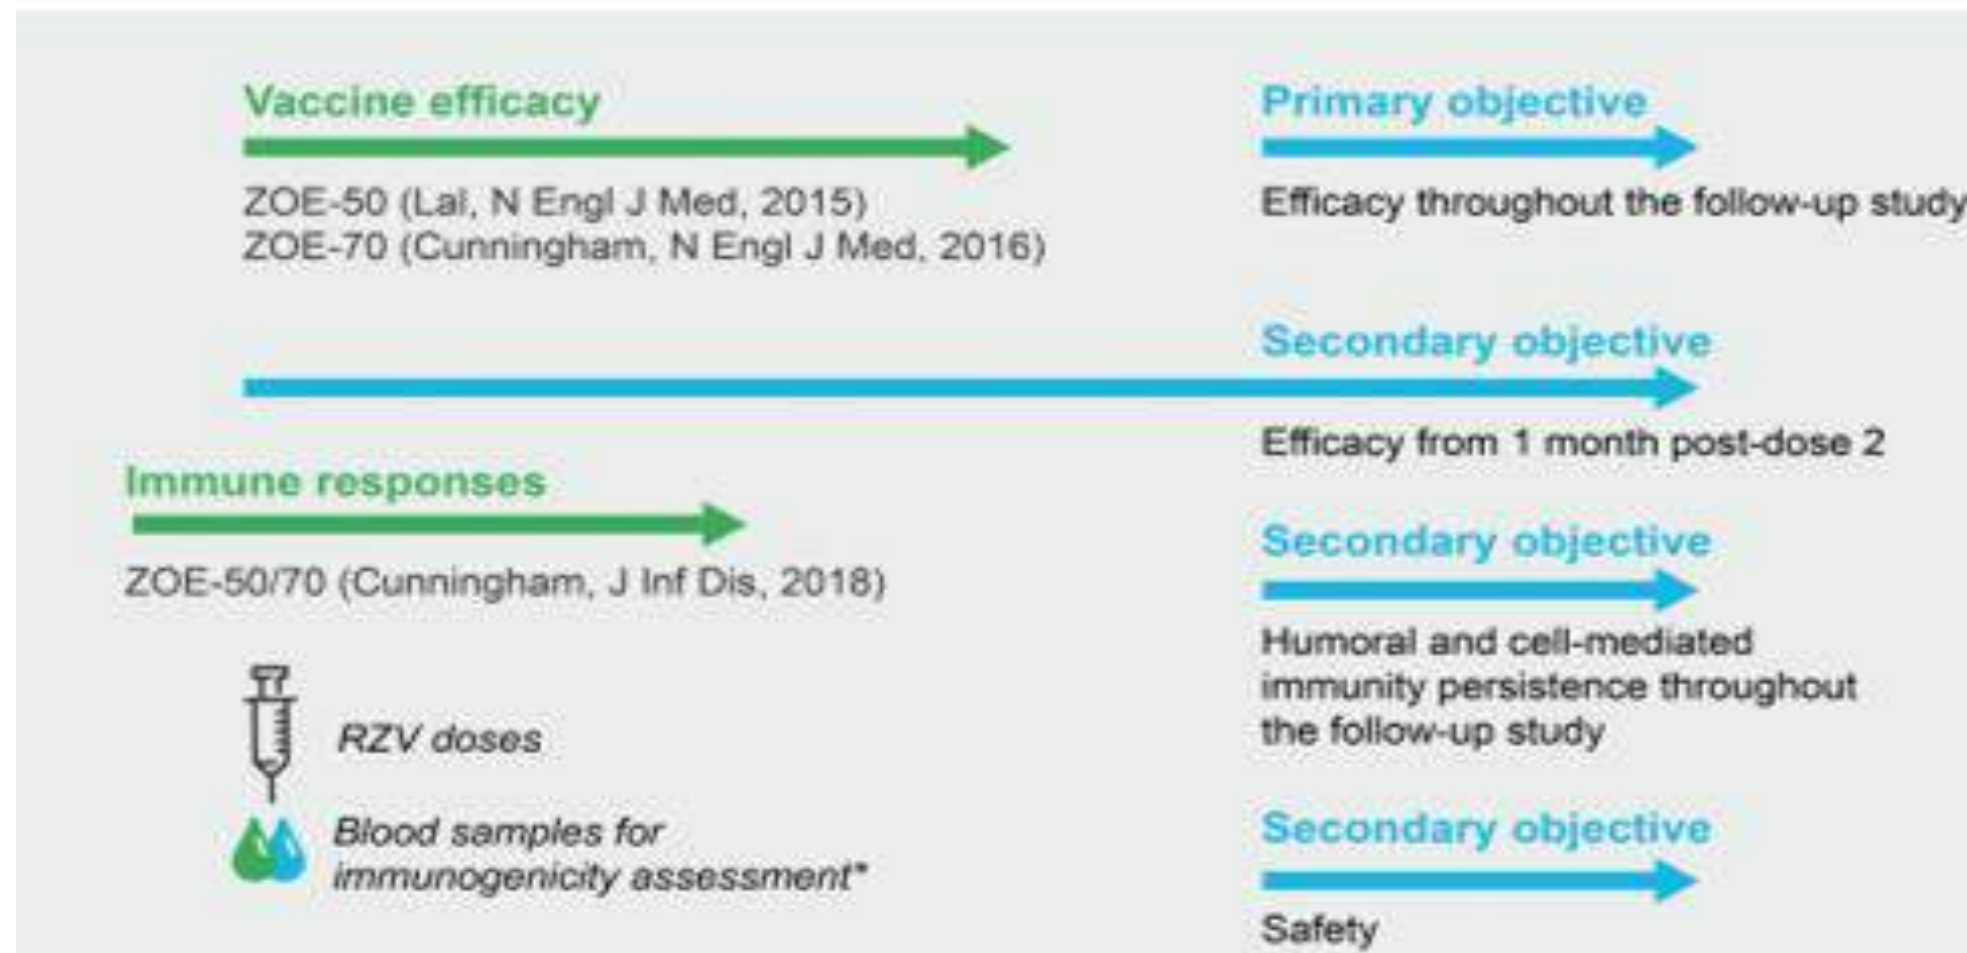 Vaccine efficacy
ZOE-50 (Lal, N Engl J Med, 2015)
ZOE-70 (Cunningham, N Engl J Med, 2016)
Primary objective
Efficacy throughout the follow-up study
Secondary objective
Efficacy from 1 month post-dose 2
Immune responses
ZOE-50/70 (Cunningham, J Inf Dis, 2018)
Secondary objective
Humoral and cell-mediated
immunity persistence throughout
the follow-up study
RZV doses
Blood samples for
immunogenicity assessment*
Secondary objective
Safety